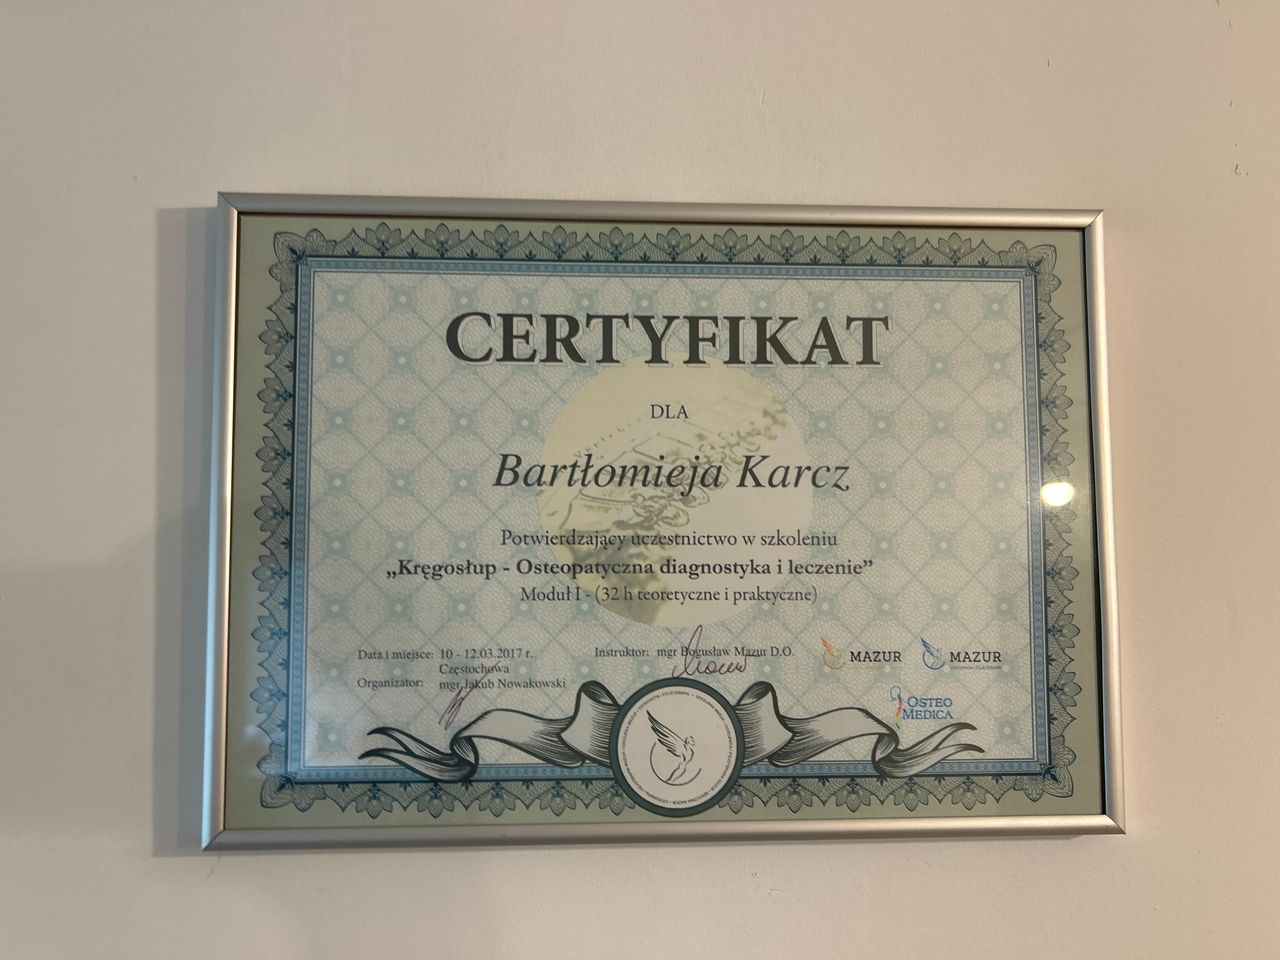 CERTYFIKAT
DLA
Bartłomieja Karcz
Potwierdzający uczestnictwo w szkoleniu
„Kręgosłup - Osteopatyczna diagnostyka i leczenie”
Moduł I - (32 h teoretyczne i praktyczne)
Data i miejsce: 10 - 12.03.2017 r.
Częstochowa
Organizator: mgr Jakub Nowakowski
Instruktor: mgr Bogusław Mazur D.O.
MAZUR
MAZUR
OSTEO
MEDICA